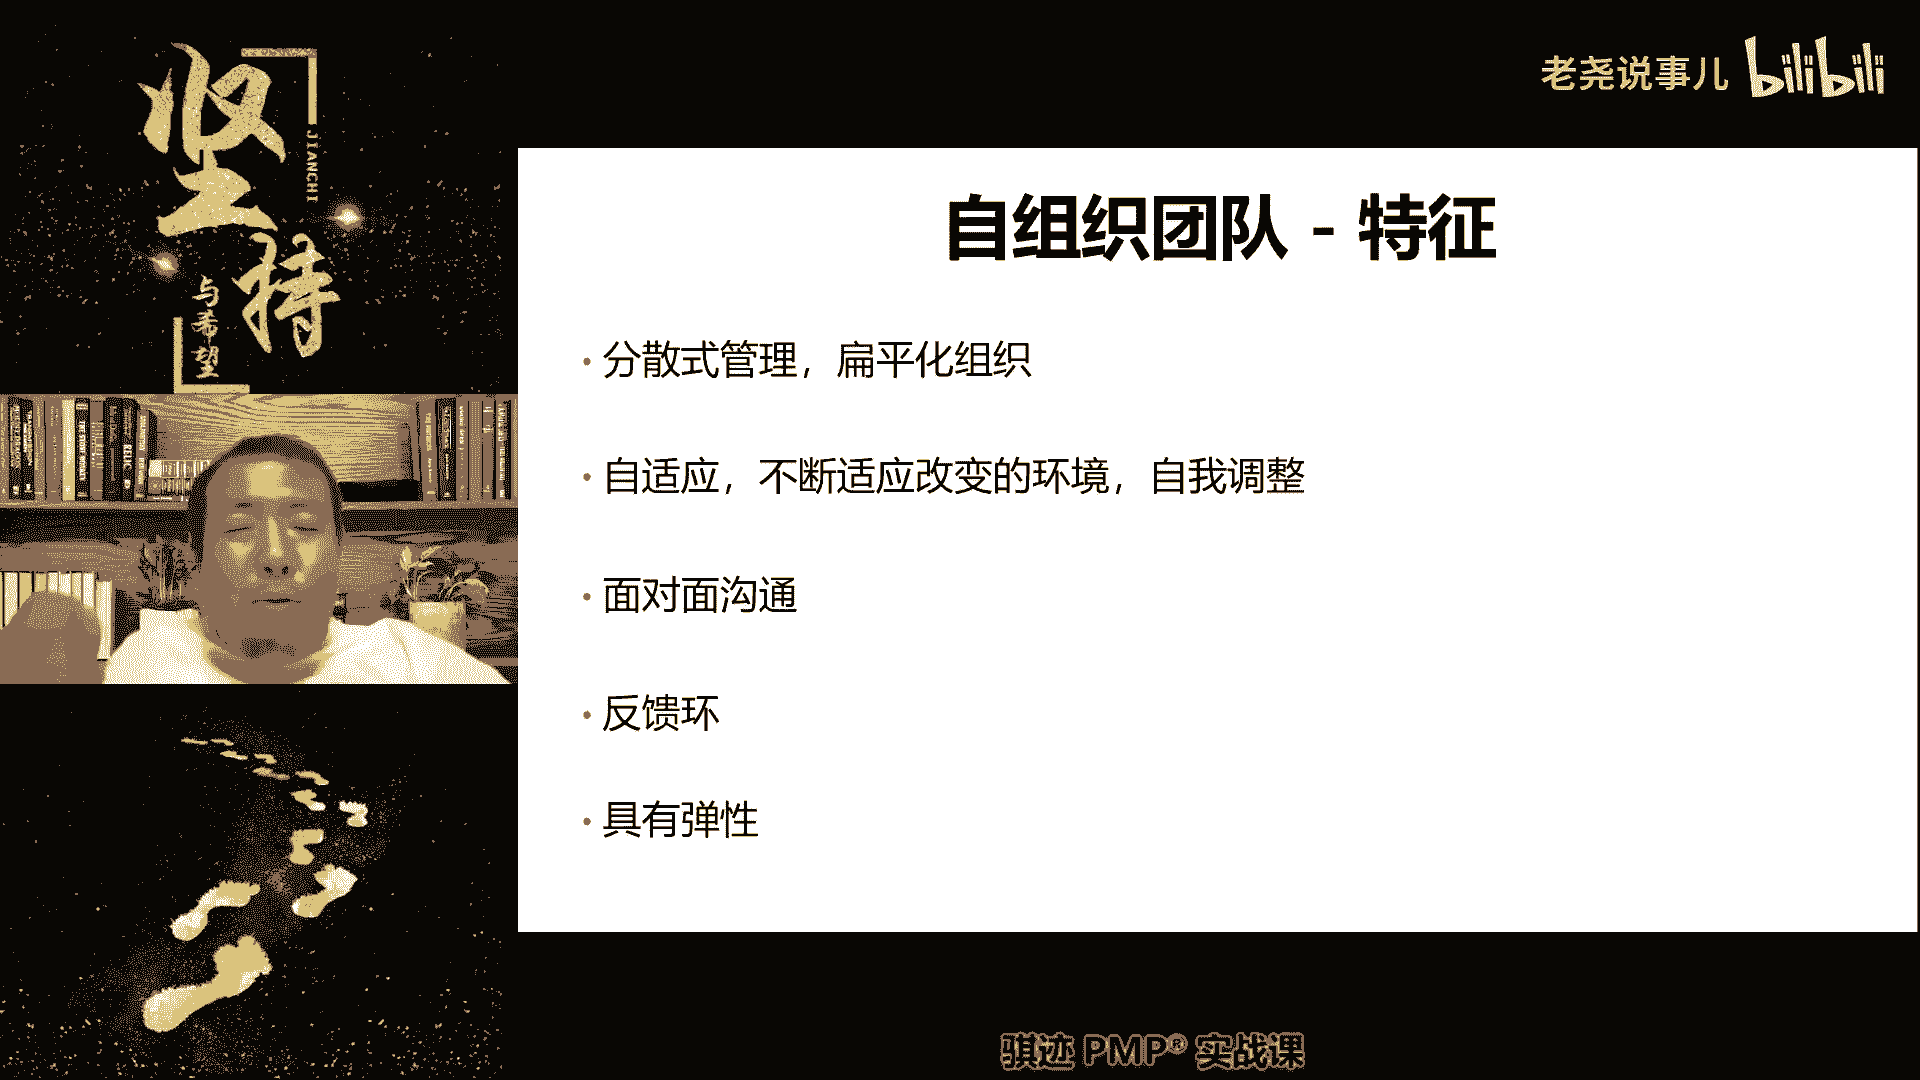 坚持
JIANCHI
与希望
老尧说事儿 bilibili
自组织团队 - 特征
• 分散式管理，扁平化组织
• 自适应，不断适应改变的环境，自我调整
• 面对面沟通
• 反馈环
• 具有弹性
骐迹 PMP® 实战课